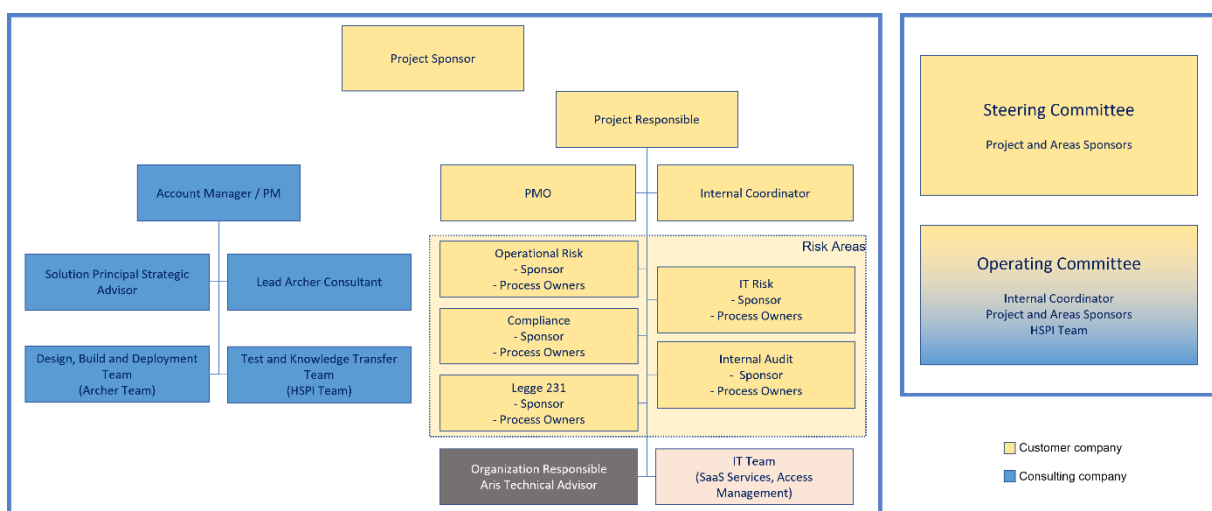 Project Sponsor
Project Responsible
Account Manager / PM
PMO
Internal Coordinator
Solution Principal Strategic
Advisor
Lead Archer Consultant
Design, Build and Deployment
Team
(Archer Team)
Test and Knowledge Transfer
Team
(HSPI Team)
Risk Areas
Operational Risk
- Sponsor
- Process Owners
IT Risk
- Sponsor
- Process Owners
Compliance
- Sponsor
- Process Owners
Internal Audit
- Sponsor
- Process Owners
Legge 231
- Sponsor
- Process Owners
Organization Responsible
Aris Technical Advisor
IT Team
(SaaS Services, Access
Management)
Steering Committee
Project and Areas Sponsors
Operating Committee
Internal Coordinator
Project and Areas Sponsors
HSPI Team
Customer company
Consulting company